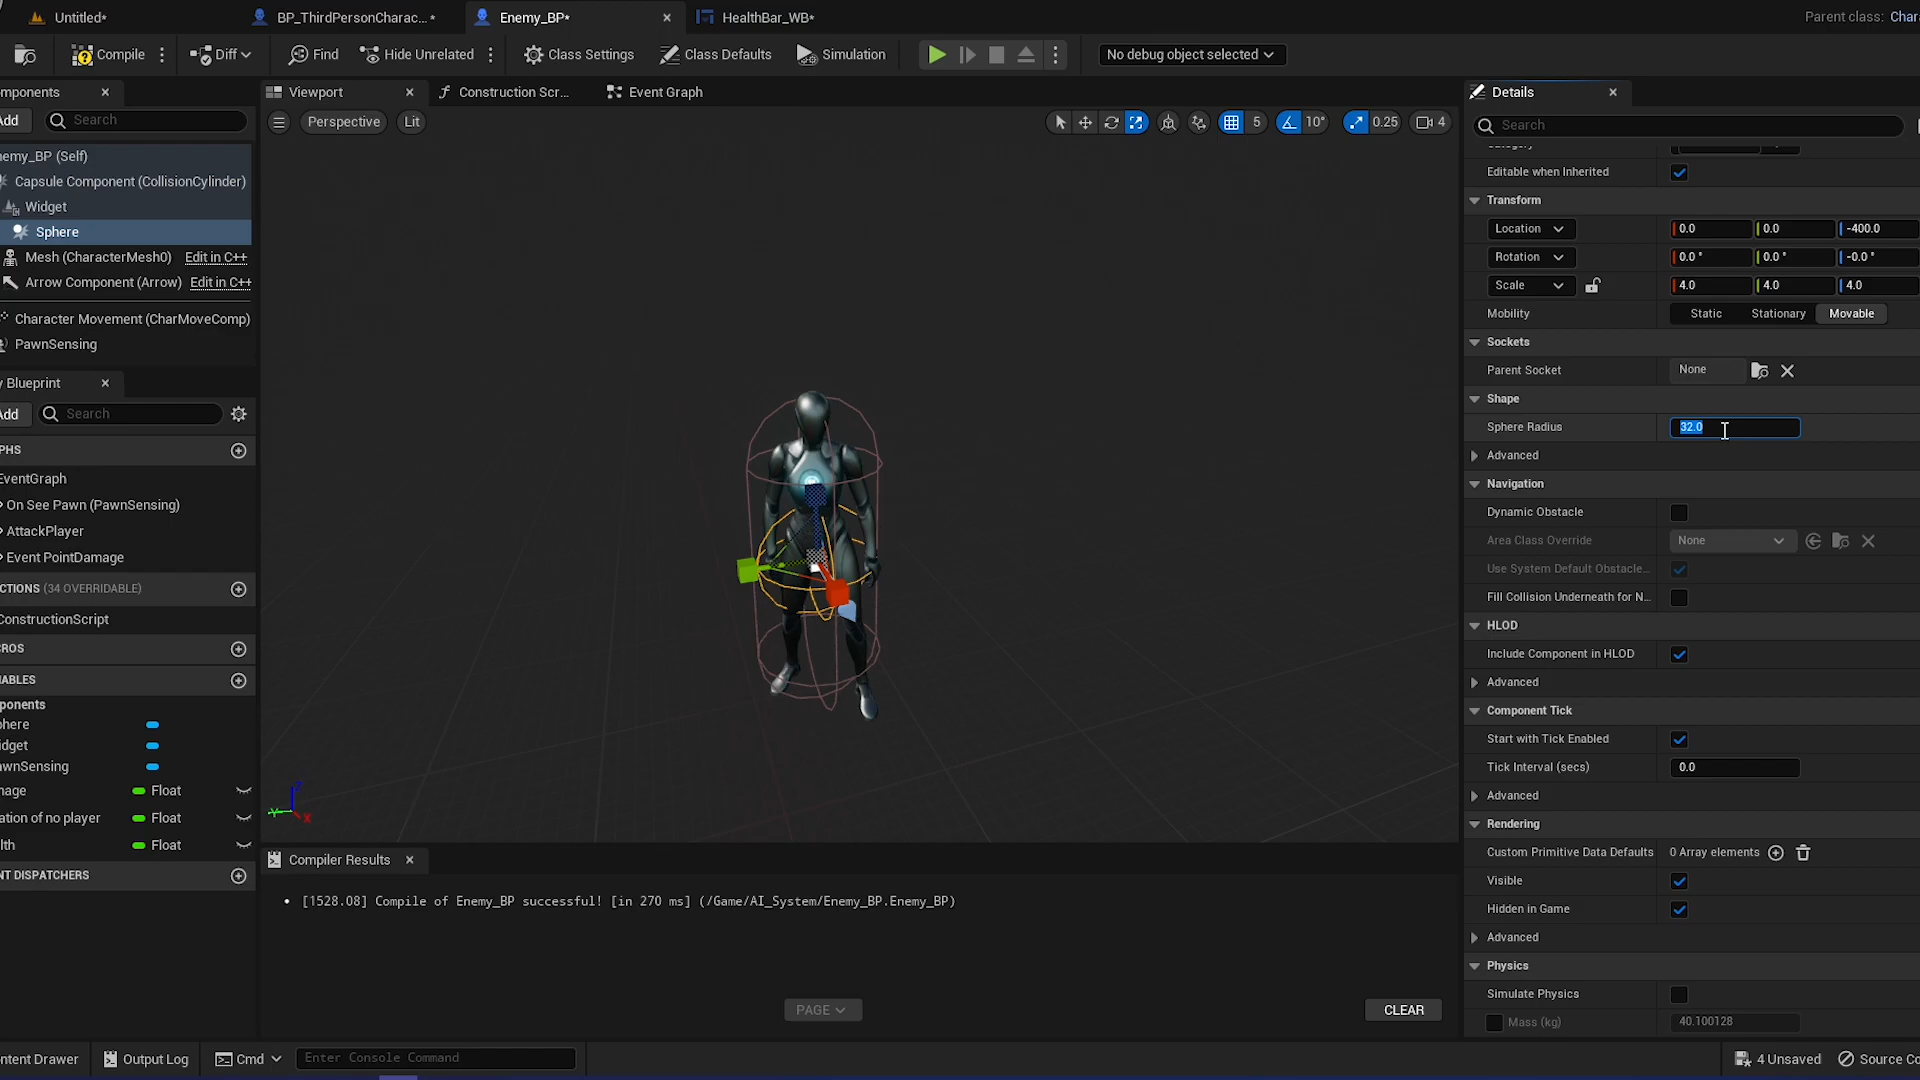 Untitled*
BP_ThirdPersonCharac...*
Enemy_BP*
HealthBar_WB*
Parent class: Chara
Compile
Diff
Find
Hide Unrelated
Class Settings
Class Defaults
Simulation
No debug object selected
mponents
Viewport
Construction Scr...
Event Graph
Details
Add
Search
Perspective
Lit
5
10°
0.25
4
Search
nemy_BP (Self)
Capsule Component (CollisionCylinder)
Widget
Sphere
Mesh (CharacterMesh0)
Edit in C++
Arrow Component (Arrow)
Edit in C++
Character Movement (CharMoveComp)
PawnSensing
y Blueprint
Add
Search
PHS
EventGraph
On See Pawn (PawnSensing)
AttackPlayer
Event PointDamage
CTIONS (34 OVERRIDABLE)
ConstructionScript
CROS
IABLES
ponents
phere
idget
awnSensing
mage
Float
ation of no player
Float
lth
Float
NT DISPATCHERS
Category
Editable when Inherited
Transform
Location
0.0
0.0
-400.0
Rotation
0.0 °
0.0 °
-0.0 °
Scale
4.0
4.0
4.0
Mobility
Static
Stationary
Movable
Sockets
Parent Socket
None
Shape
Sphere Radius
32.0
Advanced
Navigation
Dynamic Obstacle
Area Class Override
None
Use System Default Obstacle...
Fill Collision Underneath for N...
HLOD
Include Component in HLOD
Advanced
Component Tick
Start with Tick Enabled
Tick Interval (secs)
0.0
Advanced
Rendering
Custom Primitive Data Defaults
0 Array elements
Visible
Hidden in Game
Advanced
Physics
Simulate Physics
Mass (kg)
40.100128
Compiler Results
[1528.08] Compile of Enemy_BP successful! [in 270 ms] (/Game/AI_System/Enemy_BP.Enemy_BP)
PAGE
CLEAR
ntent Drawer
Output Log
Cmd
Enter Console Command
4 Unsaved
Source Co